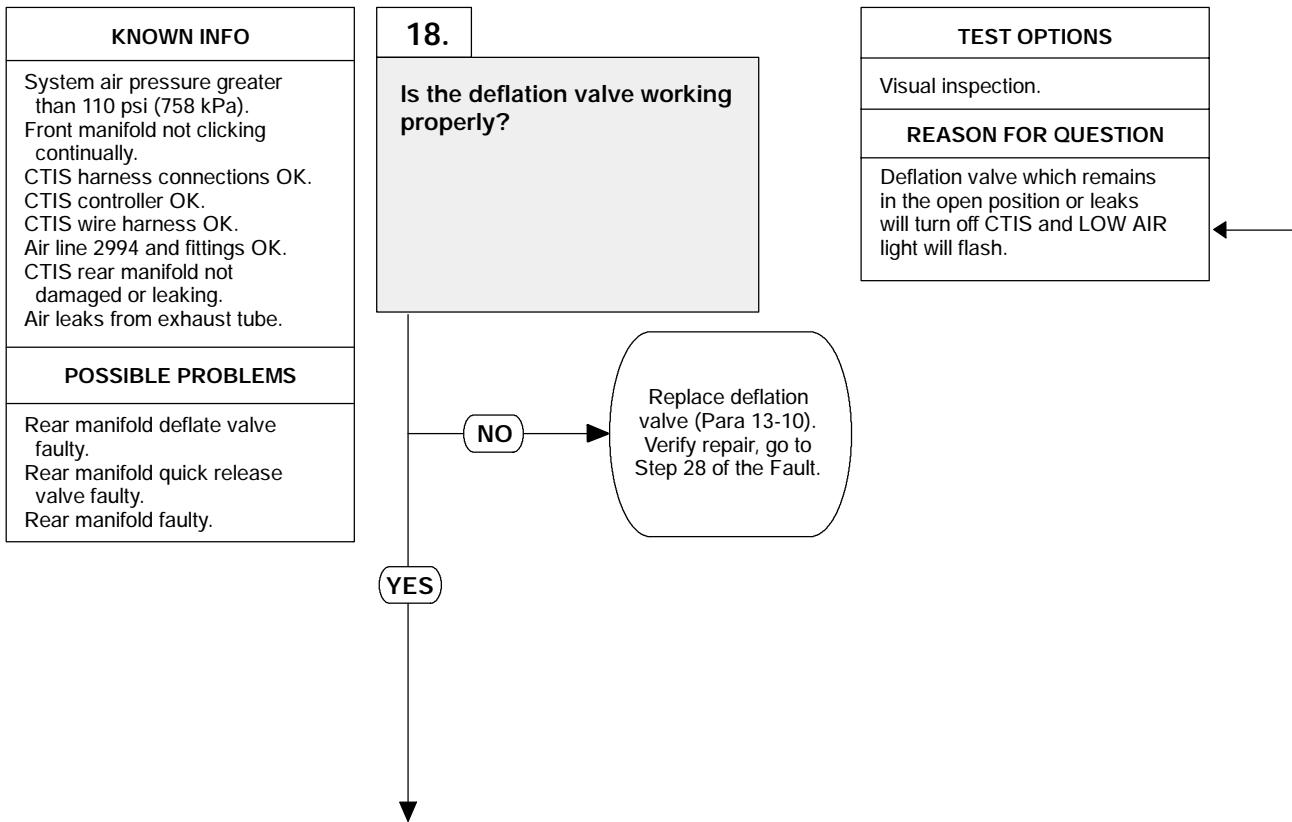 KNOWN INFO
System air pressure greater
than 110 psi (758 kPa).
Front manifold not clicking
continually.
CTIS harness connections OK.
CTIS controller OK.
CTIS wire harness OK.
Air line 2994 and fittings OK.
CTIS rear manifold not
damaged or leaking.
Air leaks from exhaust tube.
POSSIBLE PROBLEMS
Rear manifold deflate valve
faulty.
Rear manifold quick release
valve faulty.
Rear manifold faulty.
18.
Is the deflation valve working
properly?
NO
Replace deflation
valve (Para 13-10).
Verify repair, go to
Step 28 of the Fault.
YES
TEST OPTIONS
Visual inspection.
REASON FOR QUESTION
Deflation valve which remains
in the open position or leaks
will turn off CTIS and LOW AIR
light will flash.